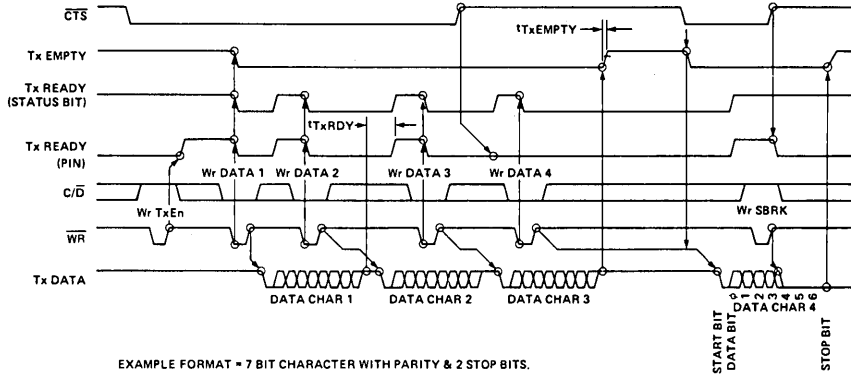 CTS
tTxEMPTY
Tx EMPTY
Tx READY
(STATUS BIT)
tTxRDY
Tx READY
(PIN)
Wr DATA 1
Wr DATA 2
Wr DATA 3
Wr DATA 4
C/D
Wr TxEn
Wr SBRK
WR
Tx DATA
DATA CHAR 1
DATA CHAR 2
DATA CHAR 3
DATA CHAR 4
START BIT
DATA BIT
0 1 2 3 4 5 6
STOP BIT
EXAMPLE FORMAT = 7 BIT CHARACTER WITH PARITY & 2 STOP BITS.